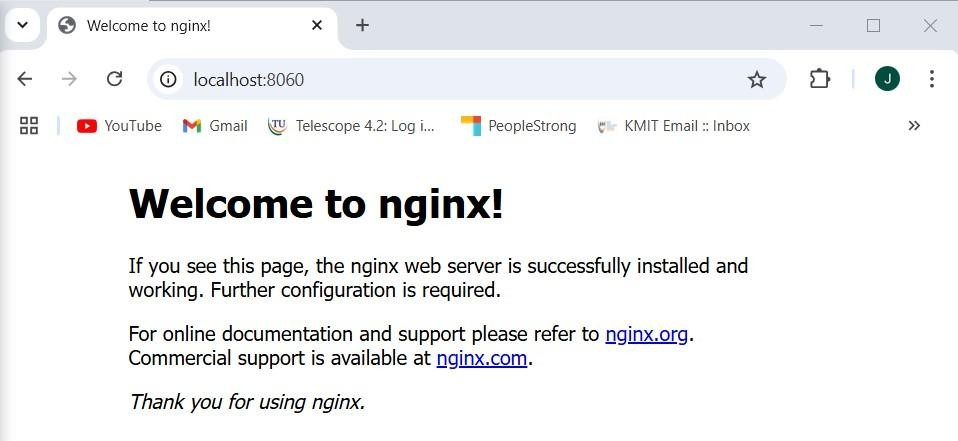 Welcome to nginx!
localhost:8060
J
YouTube
Gmail
TU
Telescope 4.2: Log i...
PeopleStrong
KMIT Email :: Inbox
Welcome to nginx!
If you see this page, the nginx web server is successfully installed and
working. Further configuration is required.
For online documentation and support please refer to nginx.org.
Commercial support is available at nginx.com.
Thank you for using nginx.